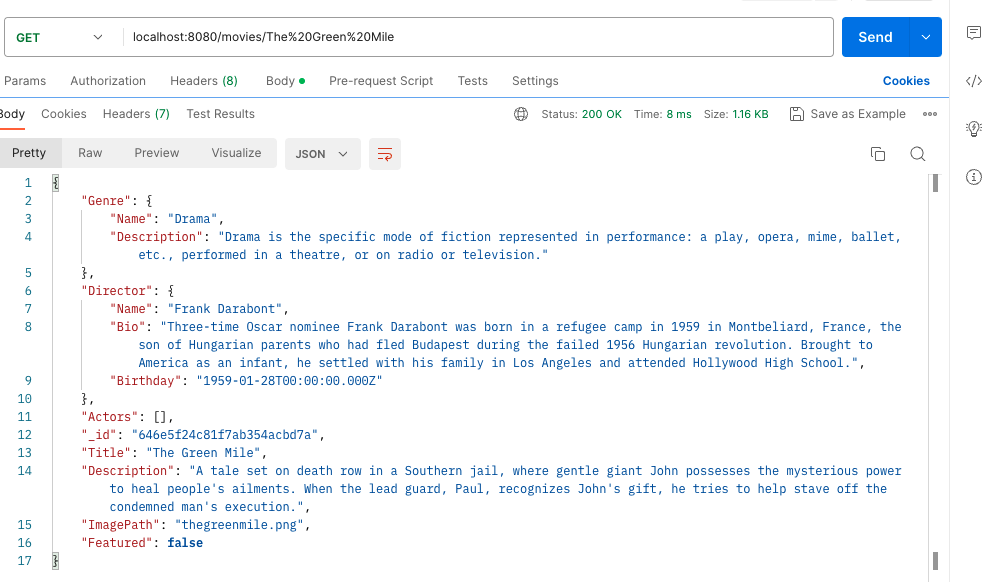 GET localhost:8080/movies/The%20Green%20Mile Send
Params Authorization Headers (8) Body Pre-request Script Tests Settings Cookies
Body Cookies Headers (7) Test Results Status: 200 OK Time: 8 ms Size: 1.16 KB Save as Example
Pretty Raw Preview Visualize JSON
1 {
2 "Genre": {
3 "Name": "Drama",
4 "Description": "Drama is the specific mode of fiction represented in performance: a play, opera, mime, ballet,
etc., performed in a theatre, or on radio or television."
5 },
6 "Director": {
7 "Name": "Frank Darabont",
8 "Bio": "Three-time Oscar nominee Frank Darabont was born in a refugee camp in 1959 in Montbeliard, France, the
son of Hungarian parents who had fled Budapest during the failed 1956 Hungarian revolution. Brought to
America as an infant, he settled with his family in Los Angeles and attended Hollywood High School.",
9 "Birthday": "1959-01-28T00:00:00.000Z"
10 },
11 "Actors": [],
12 "_id": "646e5f24c81f7ab354acbd7a",
13 "Title": "The Green Mile",
14 "Description": "A tale set on death row in a Southern jail, where gentle giant John possesses the mysterious power
to heal people's ailments. When the lead guard, Paul, recognizes John's gift, he tries to help stave off the
condemned man's execution.",
15 "ImagePath": "thegreenmile.png",
16 "Featured": false
17 }